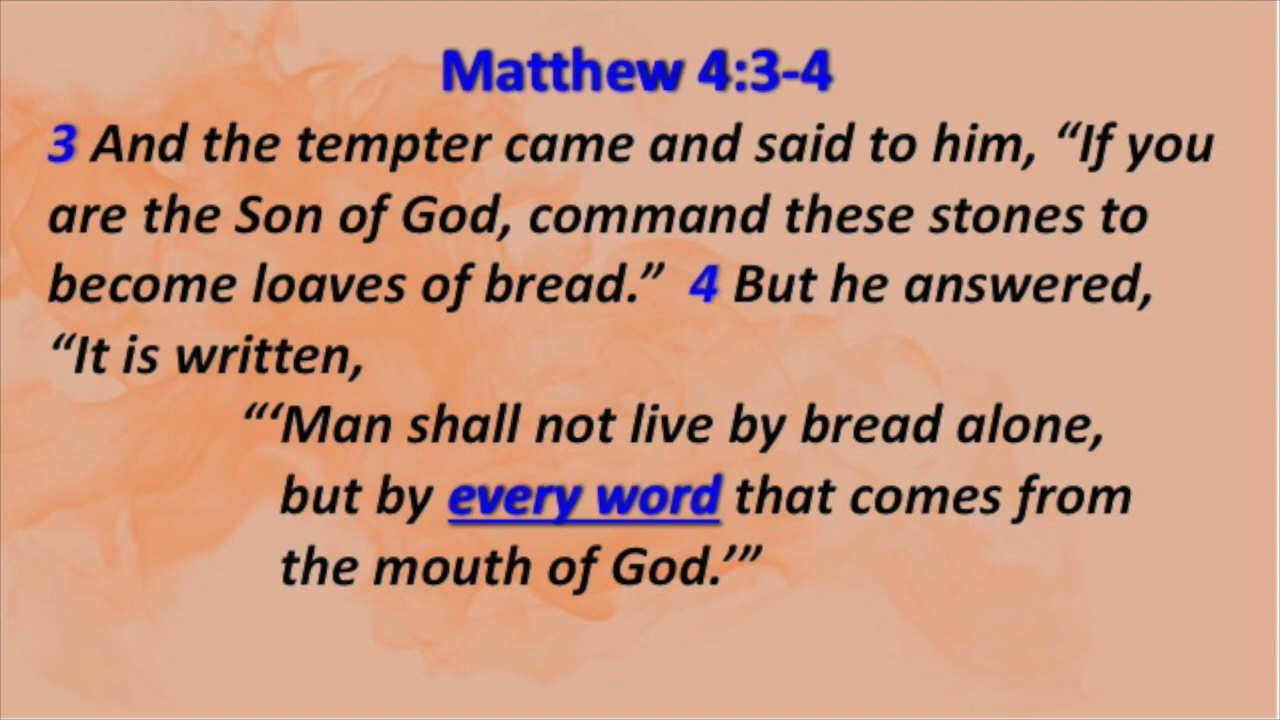 Matthew 4:3-4
3 And the tempter came and said to him, “If you
are the Son of God, command these stones to
become loaves of bread.” 4 But he answered,
“It is written,
“‘Man shall not live by bread alone,
but by every word that comes from
the mouth of God.’”